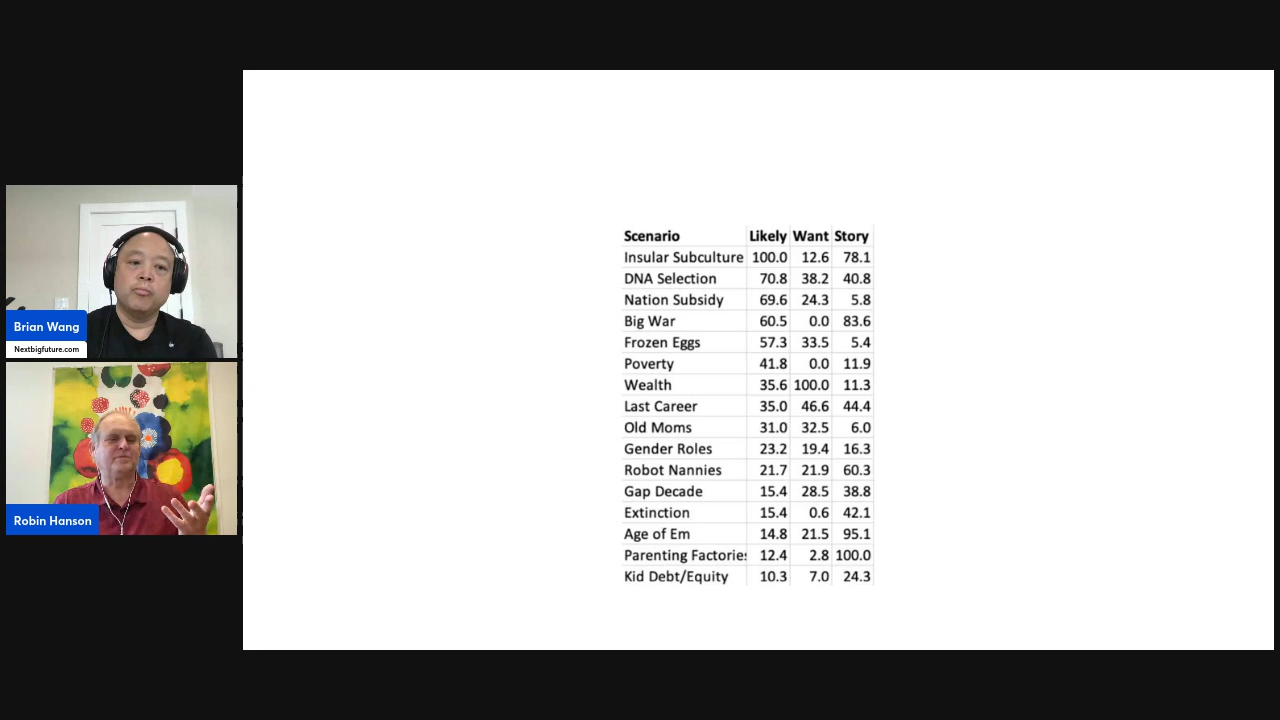 Brian Wang
Nextbigfuture.com
Robin Hanson
Scenario Likely Want Story
Insular Subculture 100.0 12.6 78.1
DNA Selection 70.8 38.2 40.8
Nation Subsidy 69.6 24.3 5.8
Big War 60.5 0.0 83.6
Frozen Eggs 57.3 33.5 5.4
Poverty 41.8 0.0 11.9
Wealth 35.6 100.0 11.3
Last Career 35.0 46.6 44.4
Old Moms 31.0 32.5 6.0
Gender Roles 23.2 19.4 16.3
Robot Nannies 21.7 21.9 60.3
Gap Decade 15.4 28.5 38.8
Extinction 15.4 0.6 42.1
Age of Em 14.8 21.5 95.1
Parenting Factories 12.4 2.8 100.0
Kid Debt/Equity 10.3 7.0 24.3